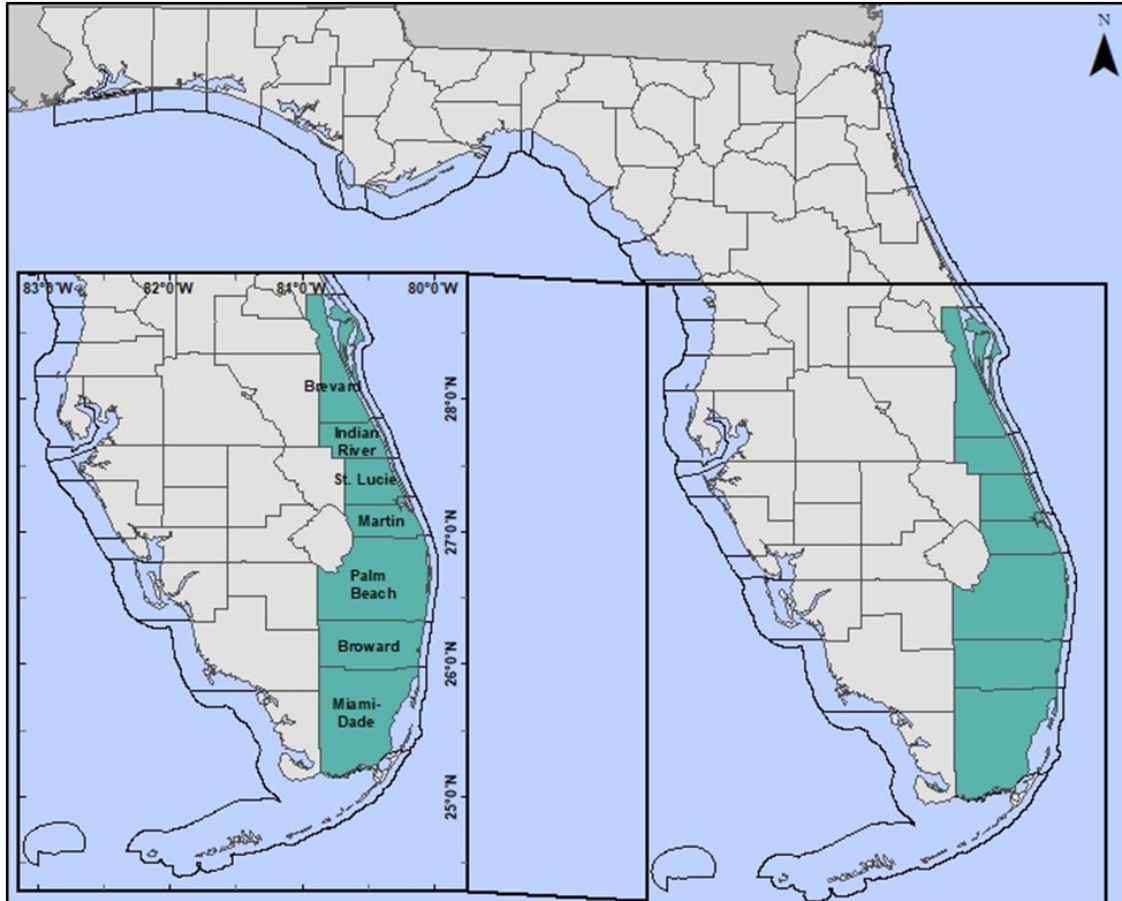 N
83°0'W 82°0'W 81°0'W 80°0'W
Brevard
28°0'N
Indian
River
St. Lucie
Martin
27°0'N
Palm
Beach
Broward
26°0'N
Miami-
Dade
25°0'N